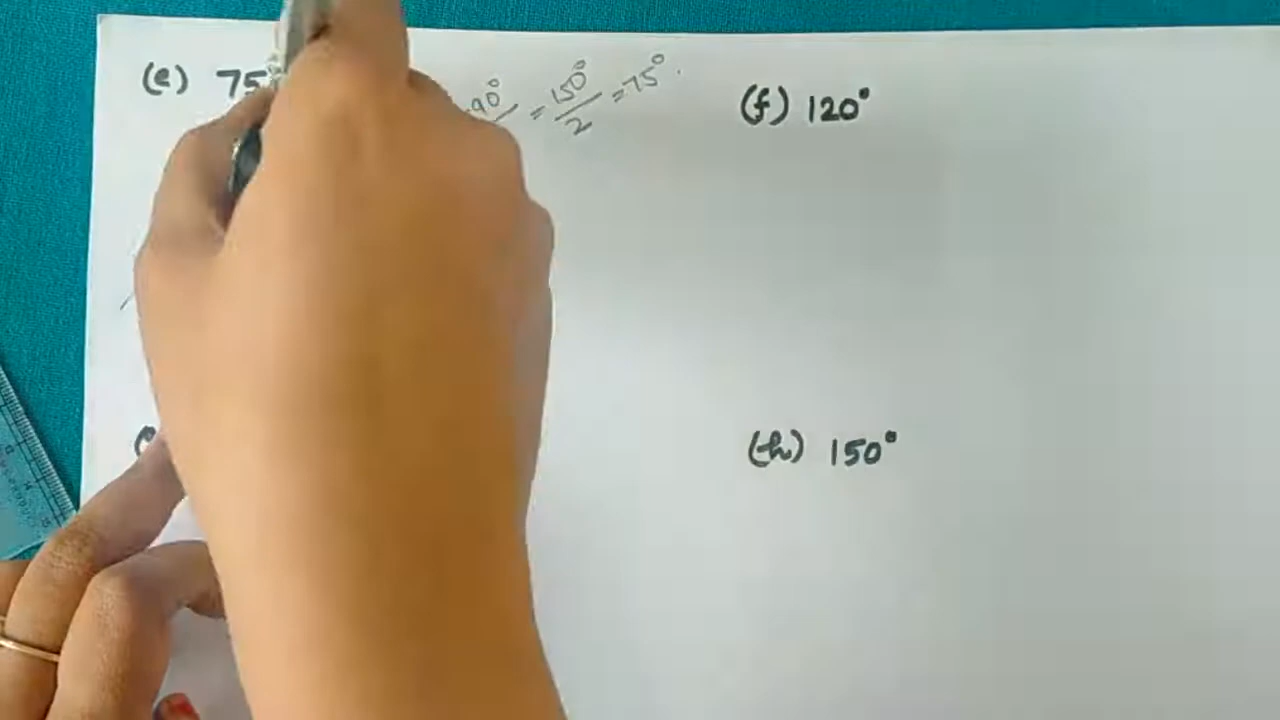 (e) 75°
90° = 150°/2 = 75°.
(f) 120°
(h) 150°